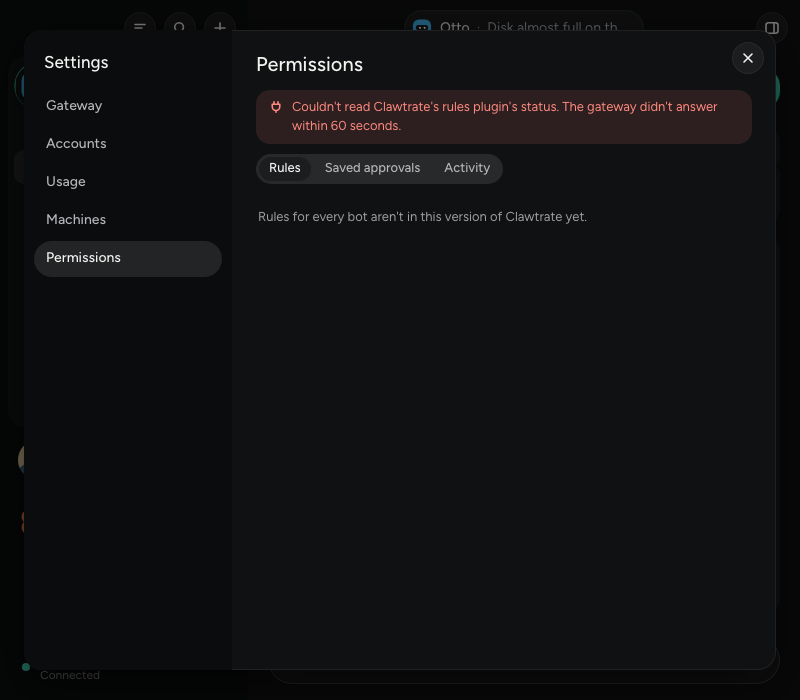 Otto · Disk almost full on th
Settings
Gateway
Accounts
Usage
Machines
Permissions
Permissions
Couldn't read Clawtrate's rules plugin's status. The gateway didn't answer
within 60 seconds.
Rules Saved approvals Activity
Rules for every bot aren't in this version of Clawtrate yet.
Connected